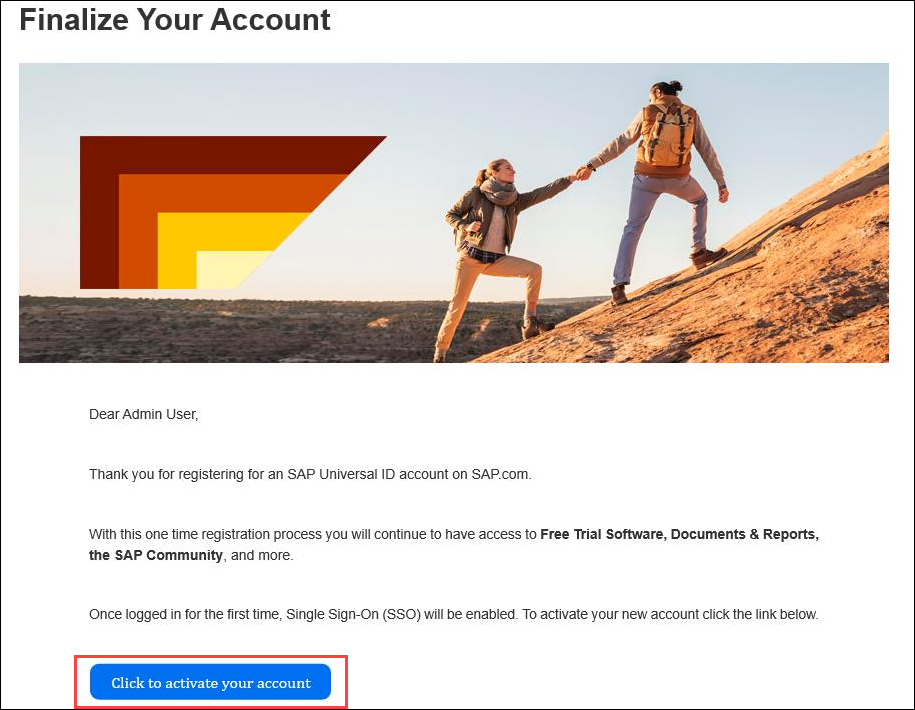 Finalize Your Account
Dear Admin User,
Thank you for registering for an SAP Universal ID account on SAP.com.
With this one time registration process you will continue to have access to Free Trial Software, Documents & Reports,
the SAP Community, and more.
Once logged in for the first time, Single Sign-On (SSO) will be enabled. To activate your new account click the link below.
Click to activate your account